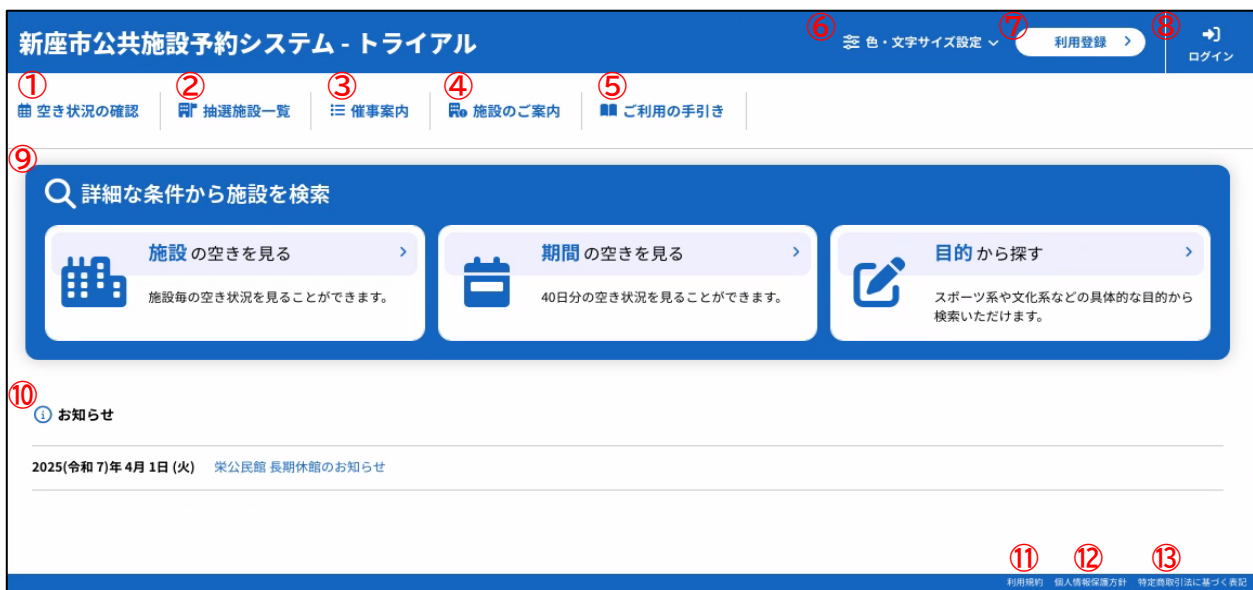 新座市公共施設予約システム - トライアル
⑥ 色・文字サイズ設定
⑦ 利用登録
⑧ ログイン
① 空き状況の確認
② 抽選施設一覧
③ 催事案内
④ 施設のご案内
⑤ ご利用の手引き
⑨
詳細な条件から施設を検索
施設 の空きを見る
施設毎の空き状況を見ることができます。
期間 の空きを見る
40日分の空き状況を見ることができます。
目的 から探す
スポーツ系や文化系などの具体的な目的から
検索いただけます。
⑩
お知らせ
2025(令和 7)年 4月 1日 (火) 栄公民館 長期休館のお知らせ
⑪ 利用規約
⑫ 個人情報保護方針
⑬ 特定商取引法に基づく表記